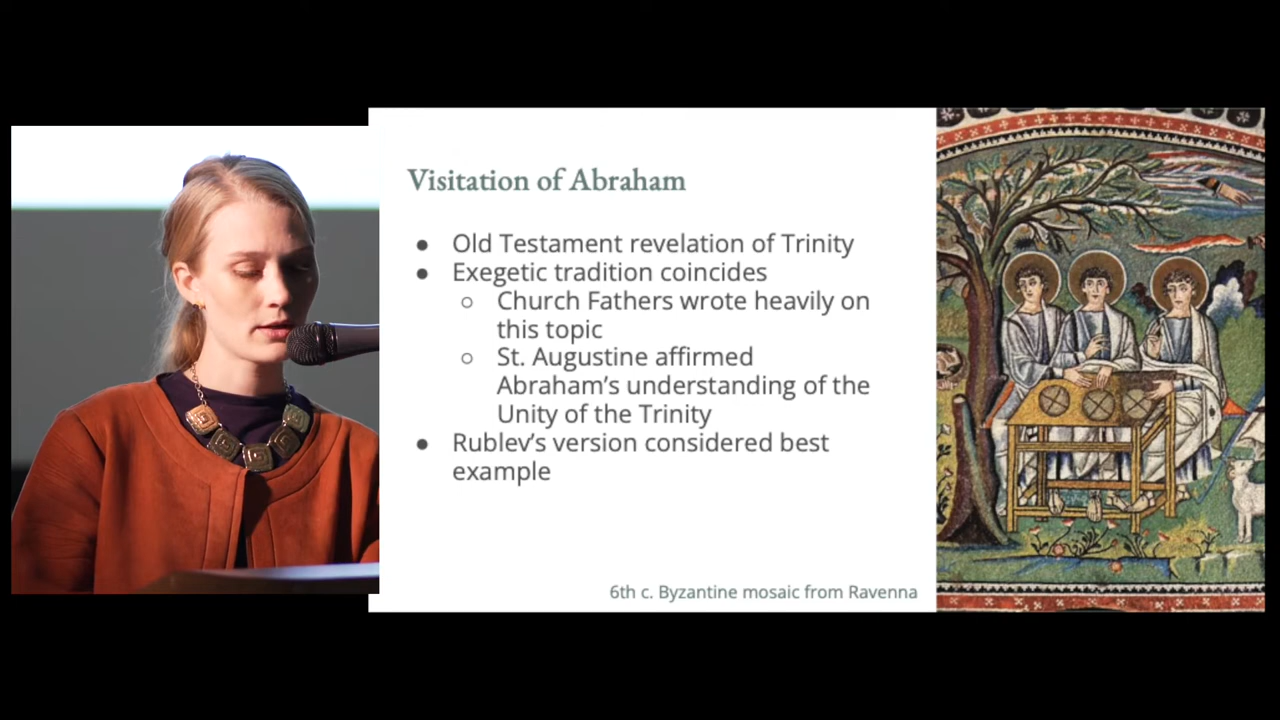 Visitation of Abraham
● Old Testament revelation of Trinity
● Exegetic tradition coincides
○ Church Fathers wrote heavily on
this topic
○ St. Augustine affirmed
Abraham’s understanding of the
Unity of the Trinity
● Rublev’s version considered best
example
6th c. Byzantine mosaic from Ravenna